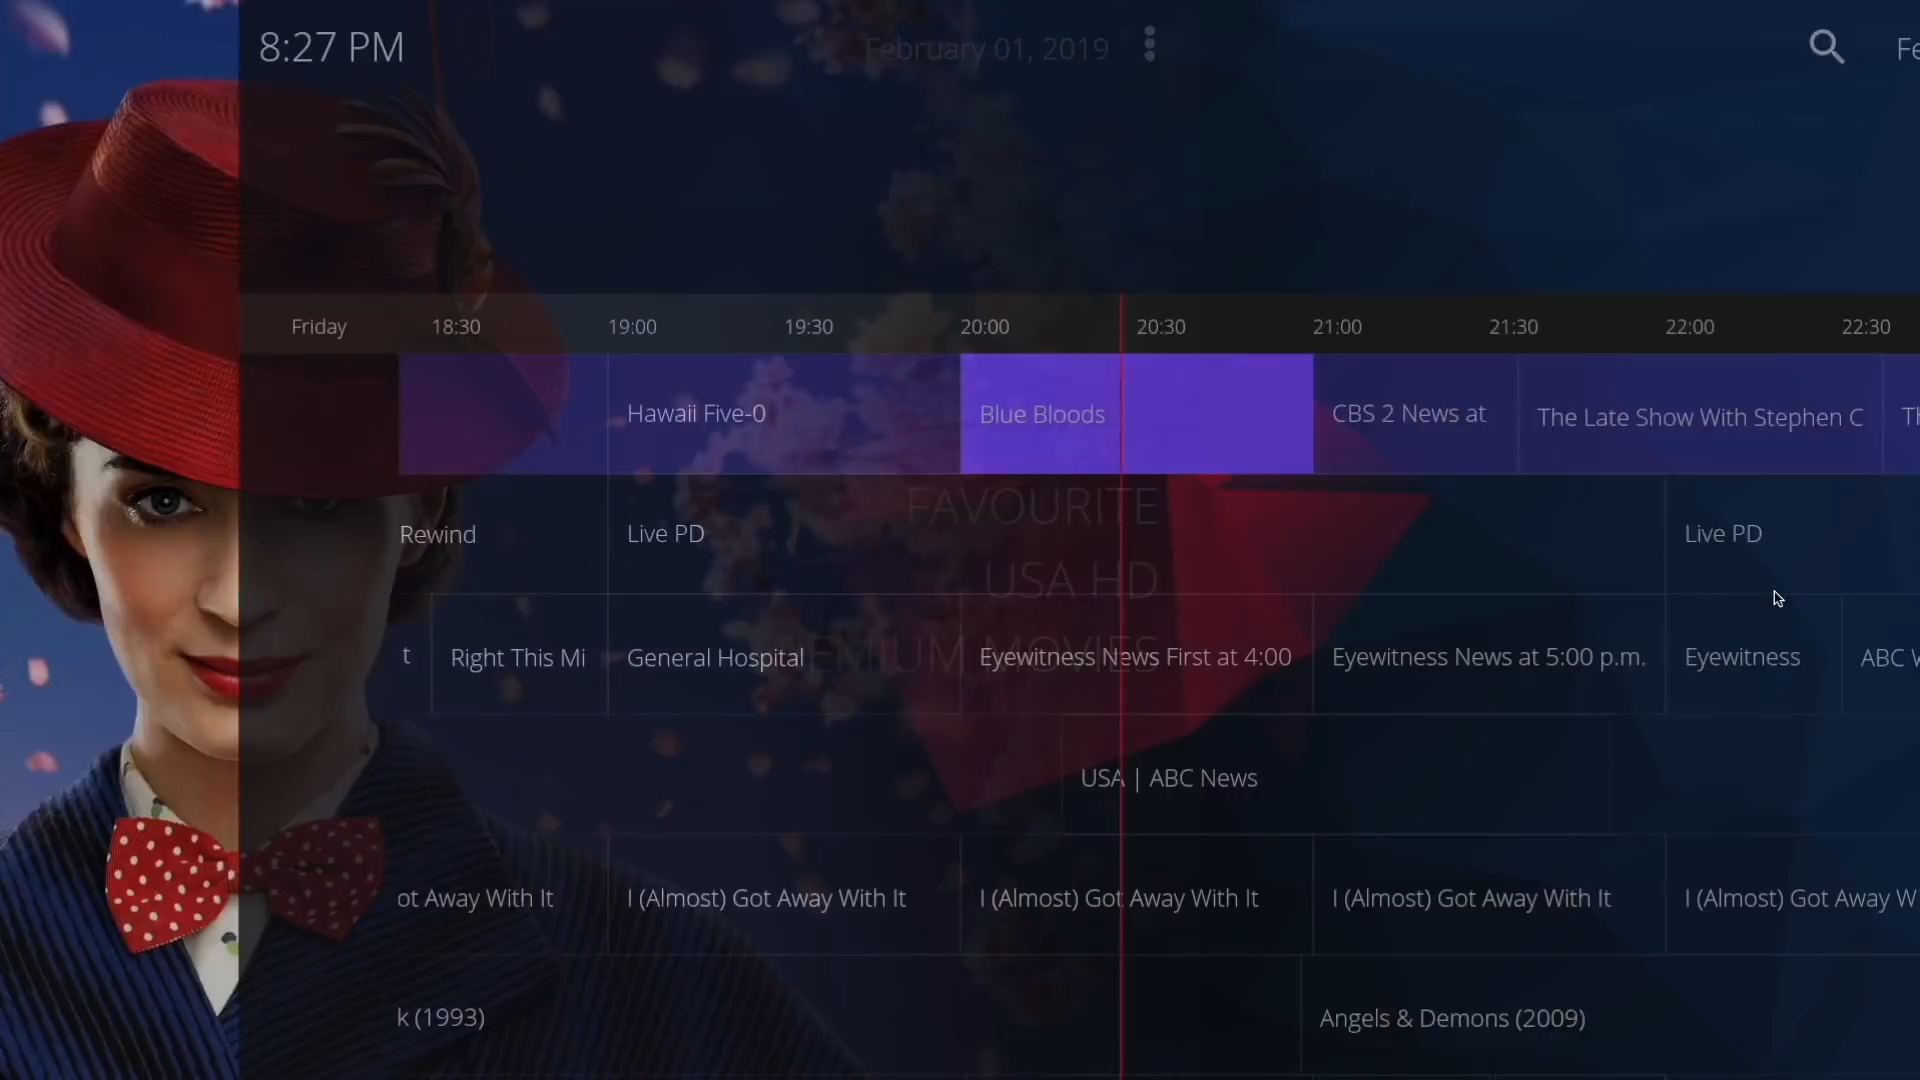 8:27 PM
February 01, 2019
Fe
Friday 18:30 19:00 19:30 20:00 20:30 21:00 21:30 22:00 22:30
Hawaii Five-0 Blue Bloods CBS 2 News at The Late Show With Stephen C Th
FAVOURITE
Rewind Live PD Live PD
USA HD
t Right This Mi General Hospital Eyewitness News First at 4:00 Eyewitness News at 5:00 p.m. Eyewitness ABC W
EMIUM MOVIES
USA | ABC News
ot Away With It I (Almost) Got Away With It I (Almost) Got Away With It I (Almost) Got Away With It I (Almost) Got Away W
k (1993) Angels & Demons (2009)